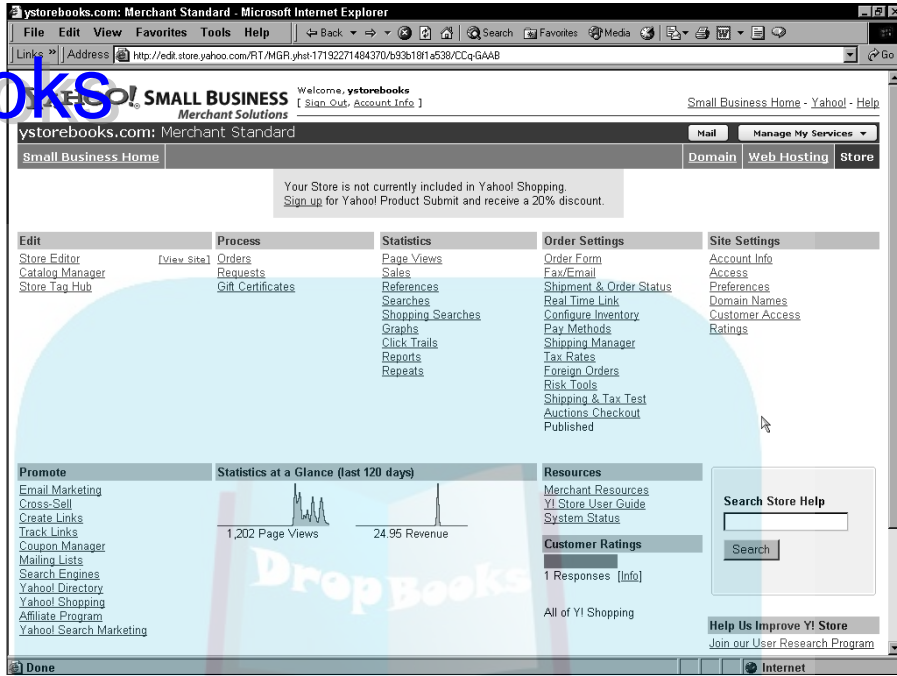 ystorebooks.com: Merchant Standard - Microsoft Internet Explorer
File Edit View Favorites Tools Help Back Search Favorites Media
Links » Address http://edit.store.yahoo.com/RT/MGR.yhst-17192271484370/b93b18f1a538/CCq-GAAB Go
oks
YAHOO! SMALL BUSINESS
Merchant Solutions
Welcome, ystorebooks
[ Sign Out, Account Info ]
Small Business Home - Yahoo! - Help
ystorebooks.com: Merchant Standard Mail Manage My Services
Small Business Home Domain Web Hosting Store
Your Store is not currently included in Yahoo! Shopping.
Sign up for Yahoo! Product Submit and receive a 20% discount.
Edit
Store Editor [View Site]
Catalog Manager
Store Tag Hub
Process
Orders
Requests
Gift Certificates
Statistics
Page Views
Sales
References
Searches
Shopping Searches
Graphs
Click Trails
Reports
Repeats
Order Settings
Order Form
Fax/Email
Shipment & Order Status
Real Time Link
Configure Inventory
Pay Methods
Shipping Manager
Tax Rates
Foreign Orders
Risk Tools
Shipping & Tax Test
Auctions Checkout
Published
Site Settings
Account Info
Access
Preferences
Domain Names
Customer Access
Ratings
Promote
Email Marketing
Cross-Sell
Create Links
Track Links
Coupon Manager
Mailing Lists
Search Engines
Yahoo! Directory
Yahoo! Shopping
Affiliate Program
Yahoo! Search Marketing
Statistics at a Glance (last 120 days)
1,202 Page Views 24.95 Revenue
DropBooks
Resources
Merchant Resources
Y! Store User Guide
System Status
Customer Ratings
1 Responses [Info]
All of Y! Shopping
Search Store Help
Search
Help Us Improve Y! Store
Join our User Research Program
Done Internet